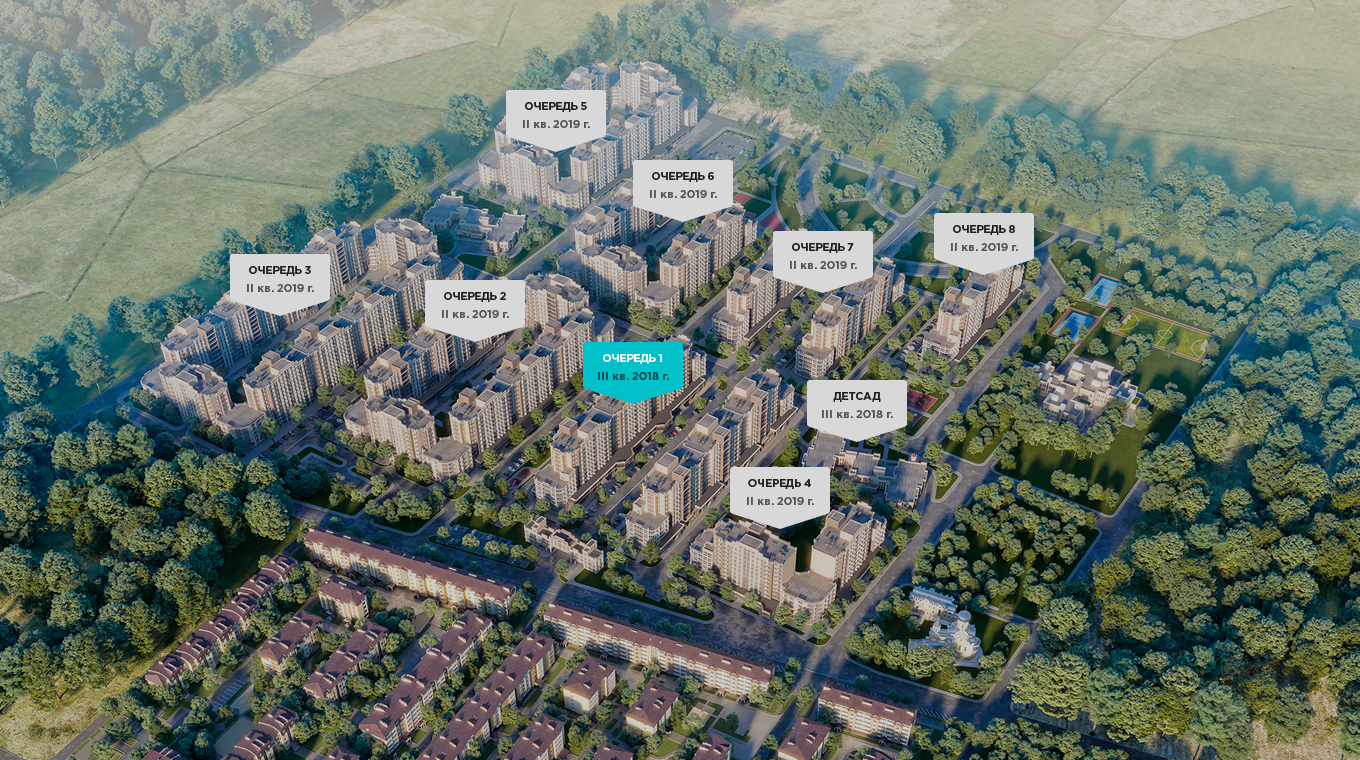 ОЧЕРЕДЬ 5
II кв. 2019 г.
ОЧЕРЕДЬ 6
II кв. 2019 г.
ОЧЕРЕДЬ 8
II кв. 2019 г.
ОЧЕРЕДЬ 7
II кв. 2019 г.
ОЧЕРЕДЬ 3
II кв. 2019 г.
ОЧЕРЕДЬ 2
II кв. 2019 г.
ОЧЕРЕДЬ 1
III кв. 2018 г.
ДЕТСАД
III кв. 2018 г.
ОЧЕРЕДЬ 4
II кв. 2019 г.